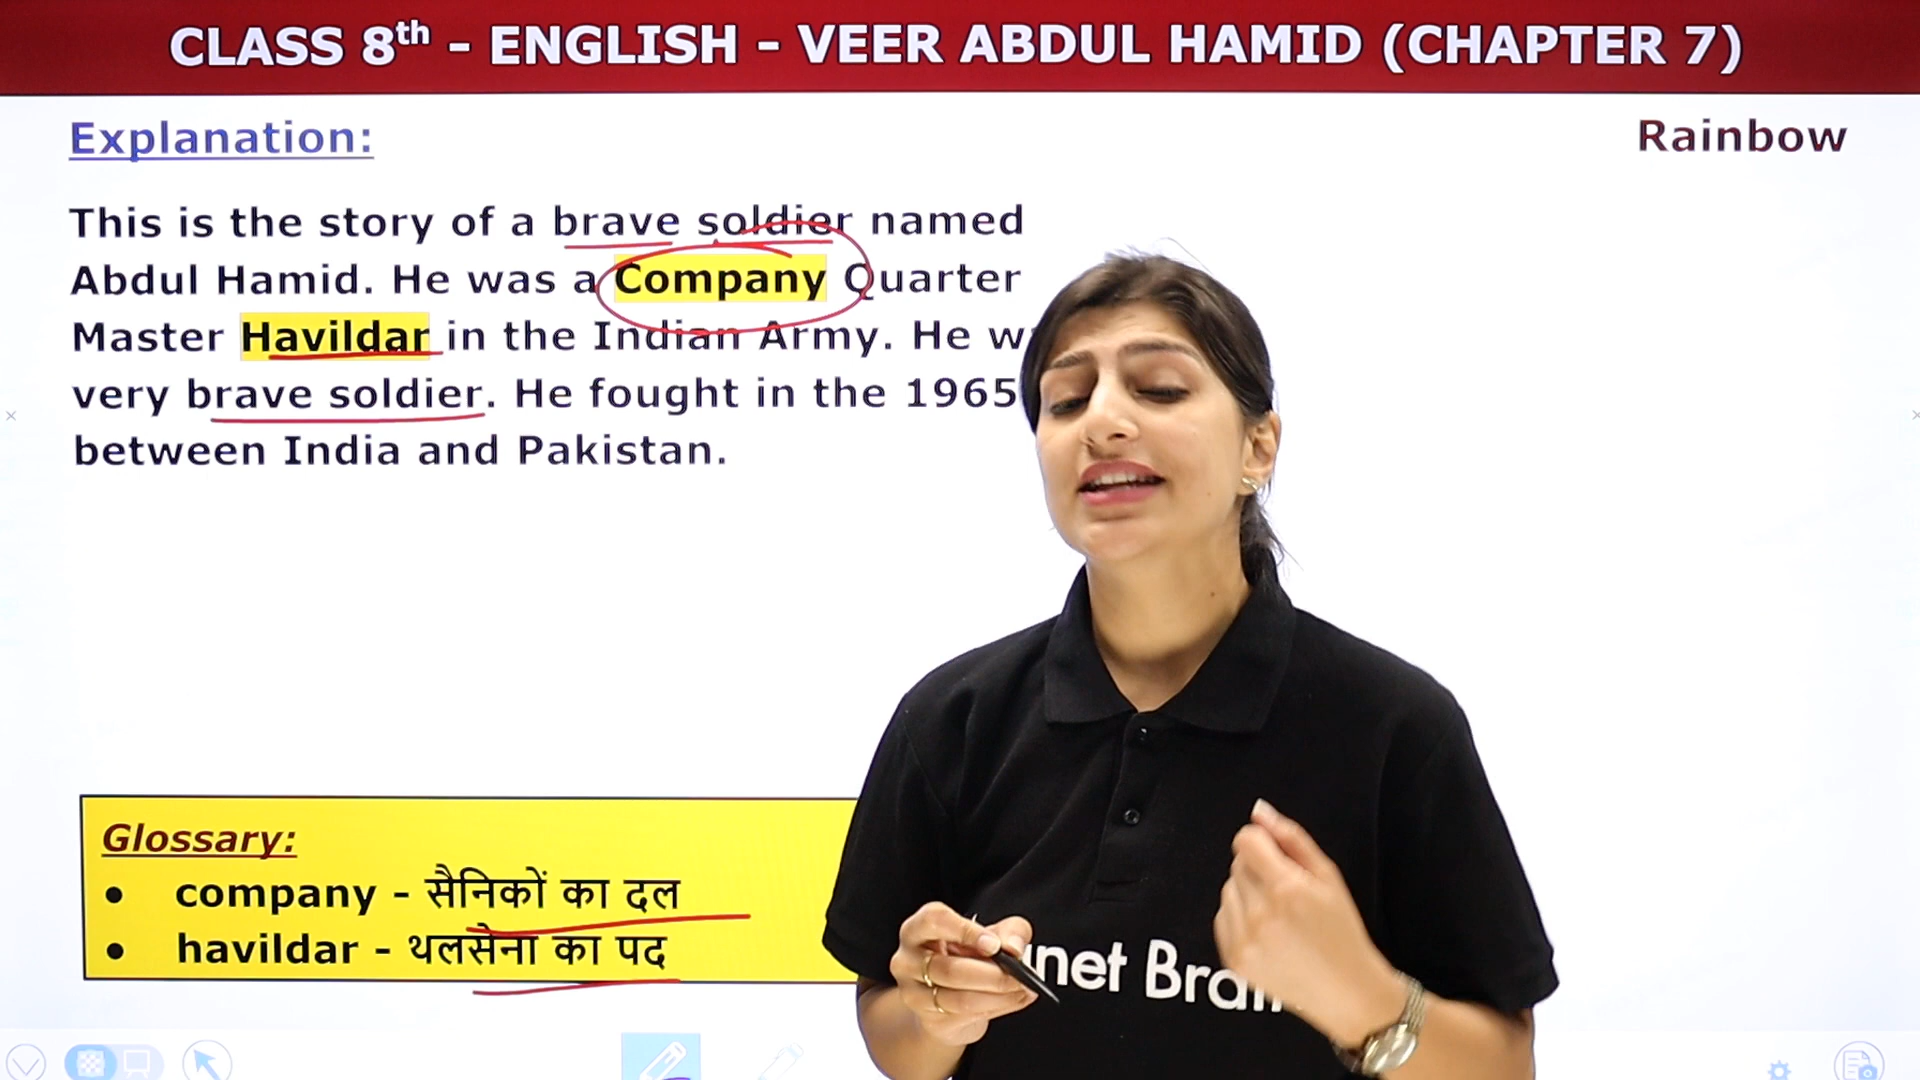 CLASS 8th - ENGLISH - VEER ABDUL HAMID (CHAPTER 7)
Explanation:
Rainbow
This is the story of a brave soldier named
Abdul Hamid. He was a Company Quarter
Master Havildar in the Indian Army. He
very brave soldier. He fought in the 1965
between India and Pakistan.
Glossary:
● company - सैनिकों का दल
● havildar - थलसेना का पद